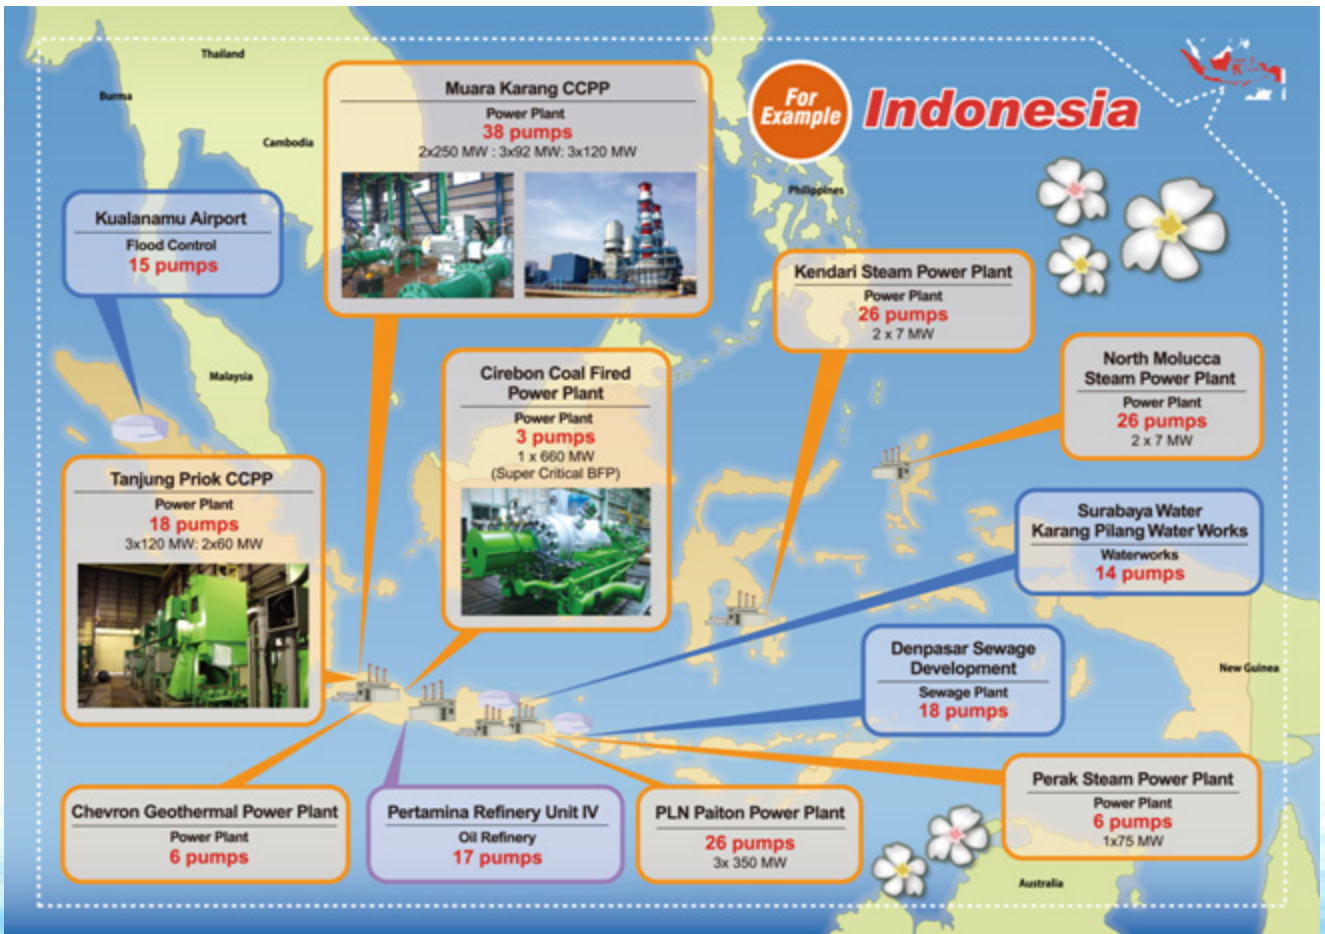 Thailand
Burma
Cambodia
Philippines
Malaysia
New Guinea
Australia
For
Example
Indonesia
Muara Karang CCPP
Power Plant
38 pumps
2x250 MW : 3x92 MW: 3x120 MW
Kualanamu Airport
Flood Control
15 pumps
Kendari Steam Power Plant
Power Plant
26 pumps
2 x 7 MW
North Molucca
Steam Power Plant
Power Plant
26 pumps
2 x 7 MW
Cirebon Coal Fired
Power Plant
Power Plant
3 pumps
1 x 660 MW
(Super Critical BFP)
Tanjung Priok CCPP
Power Plant
18 pumps
3x120 MW: 2x60 MW
Surabaya Water
Karang Pilang Water Works
Waterworks
14 pumps
Denpasar Sewage
Development
Sewage Plant
18 pumps
Chevron Geothermal Power Plant
Power Plant
6 pumps
Pertamina Refinery Unit IV
Oil Refinery
17 pumps
PLN Paiton Power Plant
26 pumps
3x 350 MW
Perak Steam Power Plant
Power Plant
6 pumps
1x75 MW